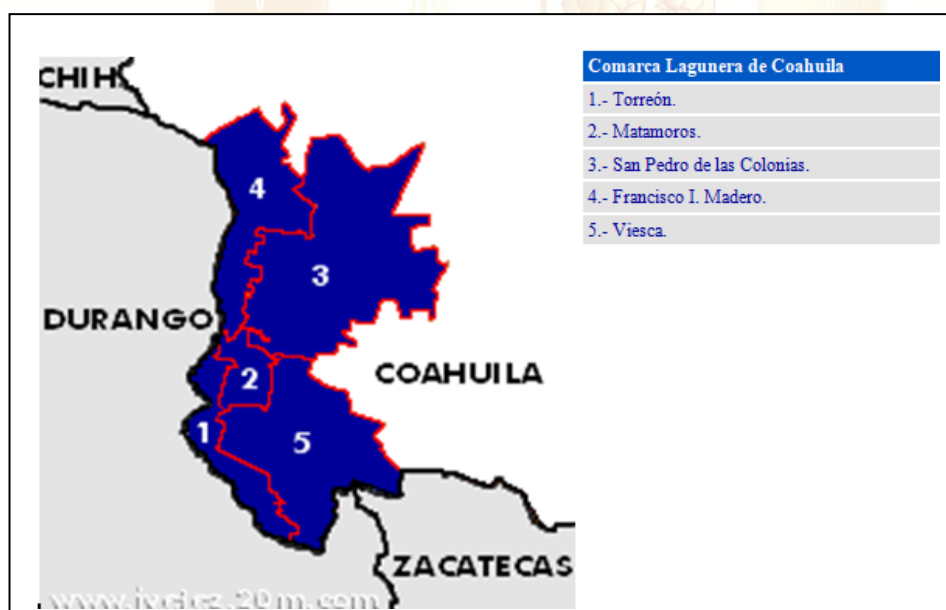 CHIH
Comarca Lagunera de Coahuila
1.- Torreón.
2.- Matamoros.
3.- San Pedro de las Colonias.
4.- Francisco I. Madero.
5.- Viesca.
4
3
DURANGO
2
COAHUILA
1
5
ZACATECAS